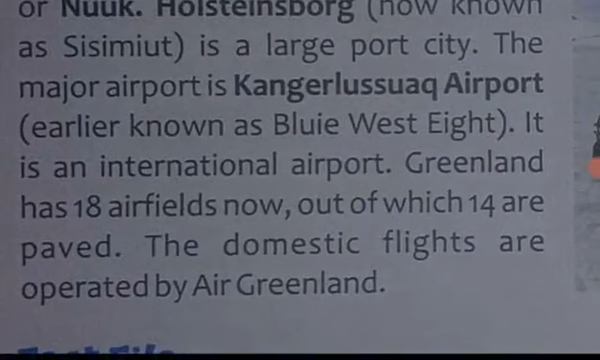 or Nuuk. Holsteinsborg (now known
as Sisimiut) is a large port city. The
major airport is Kangerlussuaq Airport
(earlier known as Bluie West Eight). It
is an international airport. Greenland
has 18 airfields now, out of which 14 are
paved. The domestic flights are
operated by Air Greenland.
Fact File